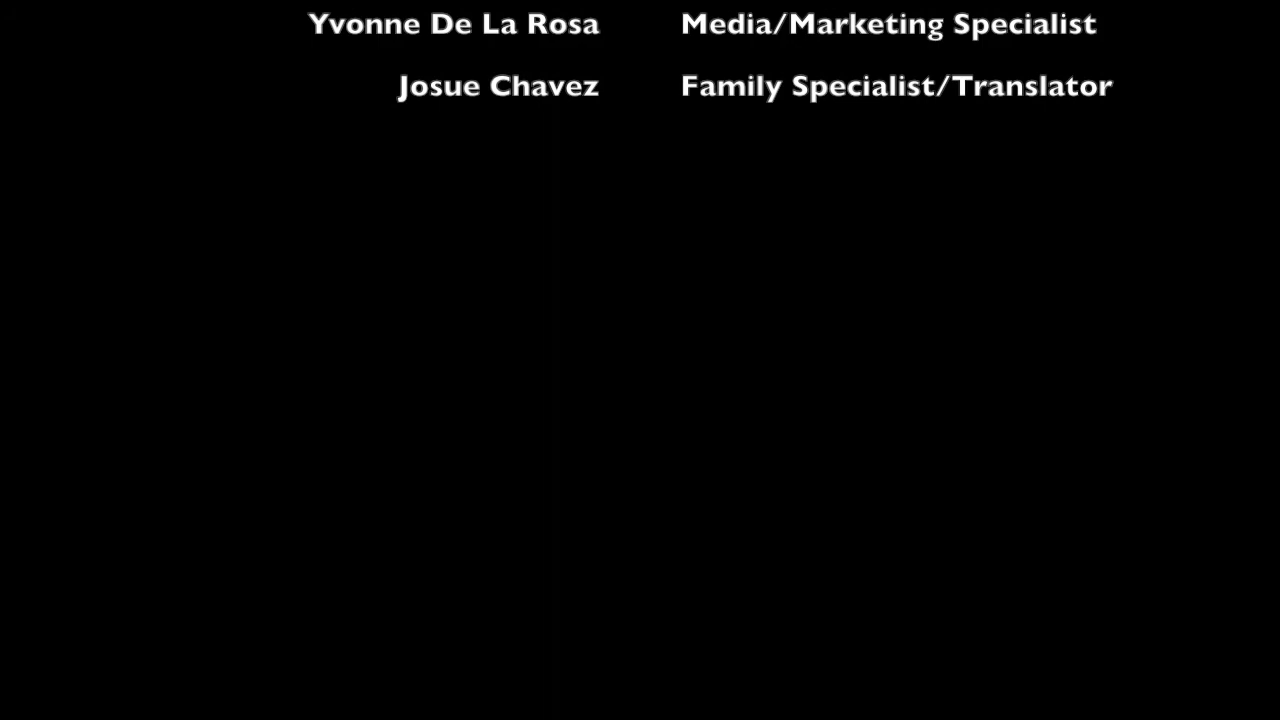 Yvonne De La Rosa Media/Marketing Specialist
Josue Chavez Family Specialist/Translator